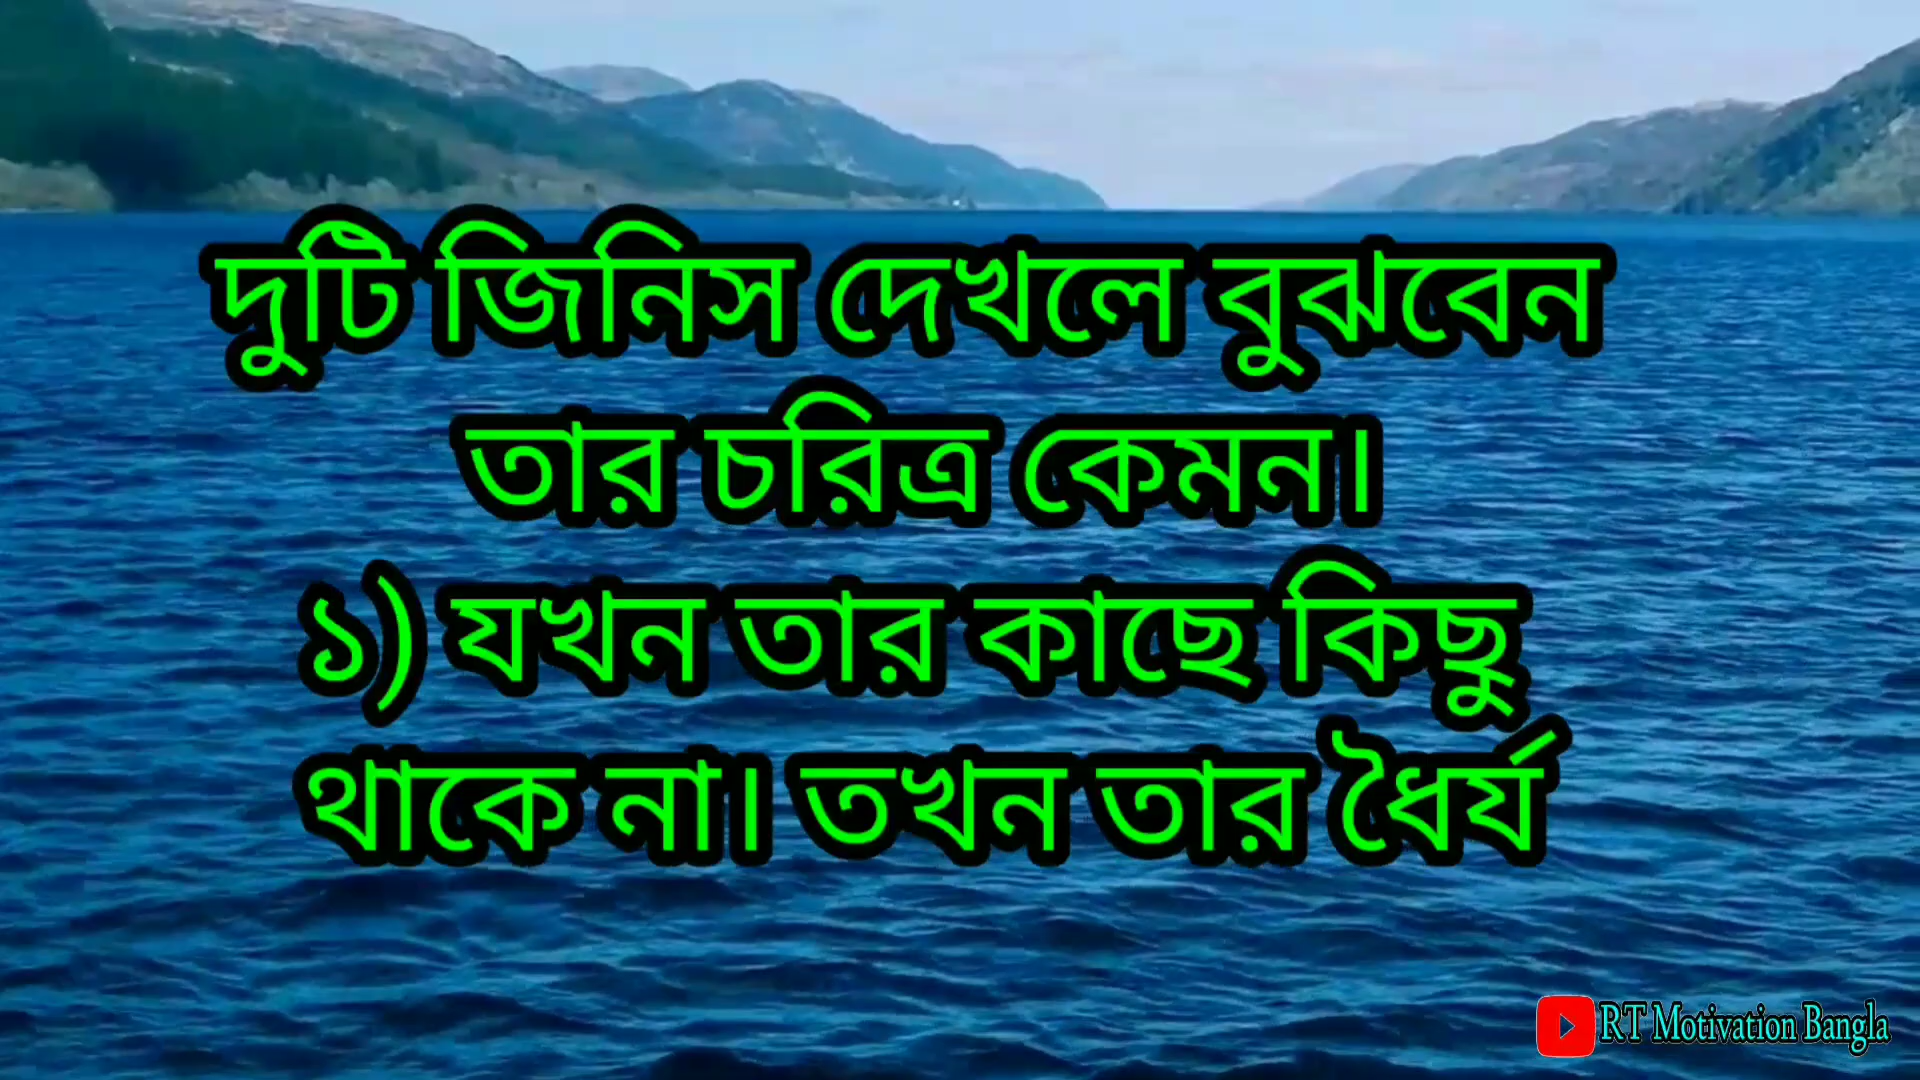 দুটি জিনিস দেখলে বুঝবেন
তার চরিত্র কেমন।
১) যখন তার কাছে কিছু
থাকে না। তখন তার ধৈর্য
RT Motivation Bangla